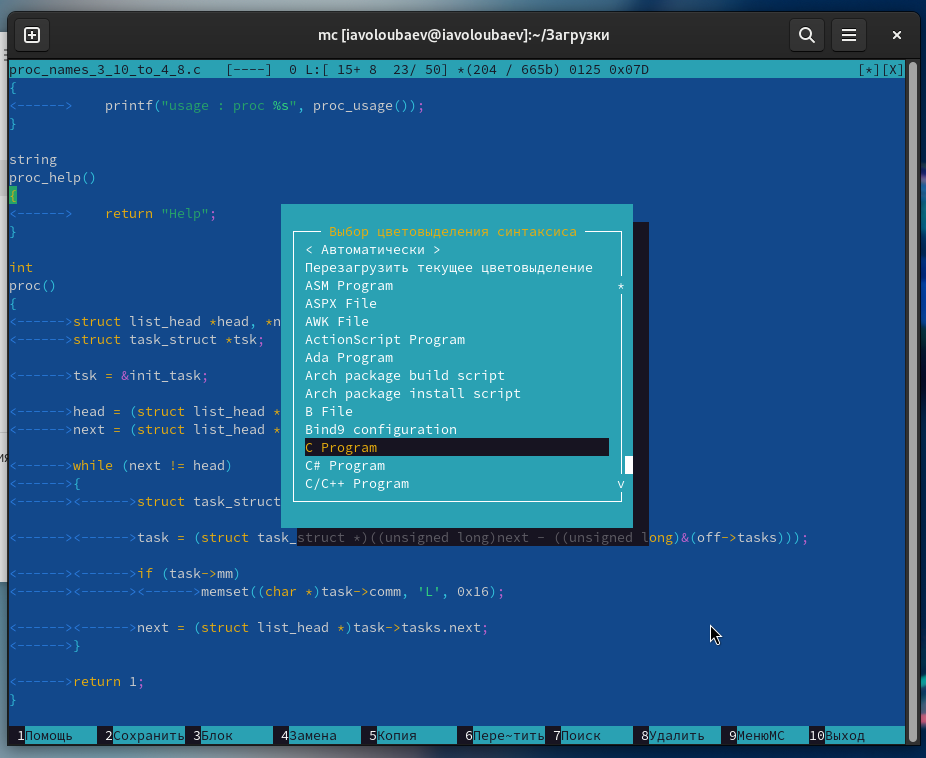 mc [iavoloubaev@iavoloubaev]:~/Загрузки
proc_names_3_10_to_4_8.c   [----]  0 L:[ 15+ 8  23/ 50] *(204 / 665b) 0125 0x07D                          [*][X]
{
<------>    printf("usage : proc %s", proc_usage());
}
string
proc_help()
{
<------>    return "Help";
}
int
proc()
{
<------>struct list_head *head, *n
<------>struct task_struct *tsk;
<------>tsk = &init_task;
<------>head = (struct list_head *
<------>next = (struct list_head *
<------>while (next != head)
<------>{
<------><------>struct task_struct
<------><------>task = (struct task_struct *)((unsigned long)next - ((unsigned long)&(off->tasks)));
<------><------>if (task->mm)
<------><------><------>memset((char *)task->comm, 'L', 0x16);
<------><------>next = (struct list_head *)task->tasks.next;
<------>}
<------>return 1;
}
Выбор цветовыделения синтаксиса
< Автоматически >
Перезагрузить текущее цветовыделение
ASM Program
ASPX File
AWK File
ActionScript Program
Ada Program
Arch package build script
Arch package install script
B File
Bind9 configuration
C Program
C# Program
C/C++ Program
1Помощь 2Сохранить 3Блок 4Замена 5Копия 6Пере~тить 7Поиск 8Удалить 9МенюMC 10Выход